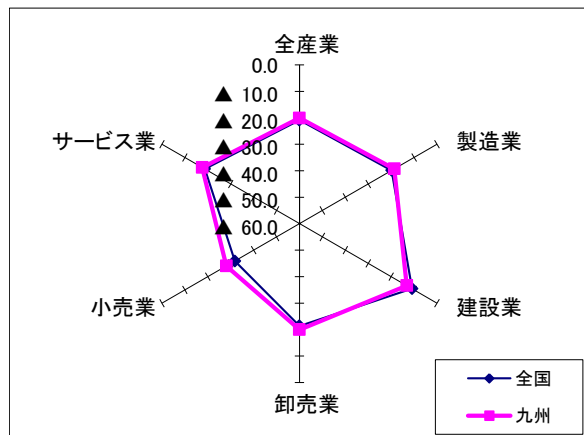 全産業
0.0
▲ 10.0
▲ 20.0
サービス業
製造業
▲ 30.0
▲ 40.0
▲ 50.0
▲ 60.0
小売業
建設業
卸売業
全国
九州